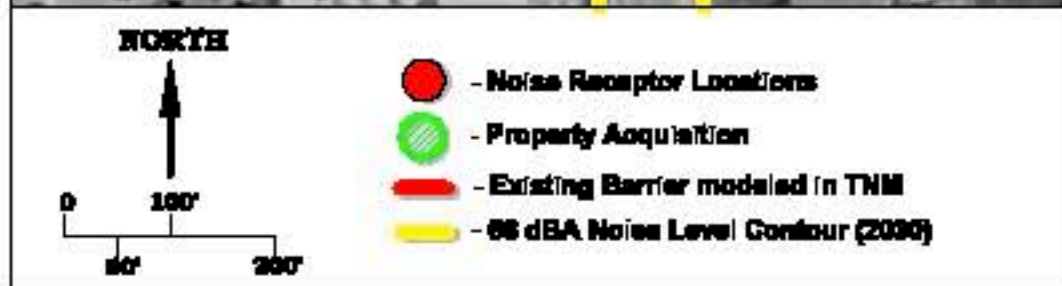 NORTH
- Noise Receptor Locations
- Property Acquisition
- Existing Barrier modeled in TNM
- 66 dBA Noise Level Contour
0 100'
50' 200'